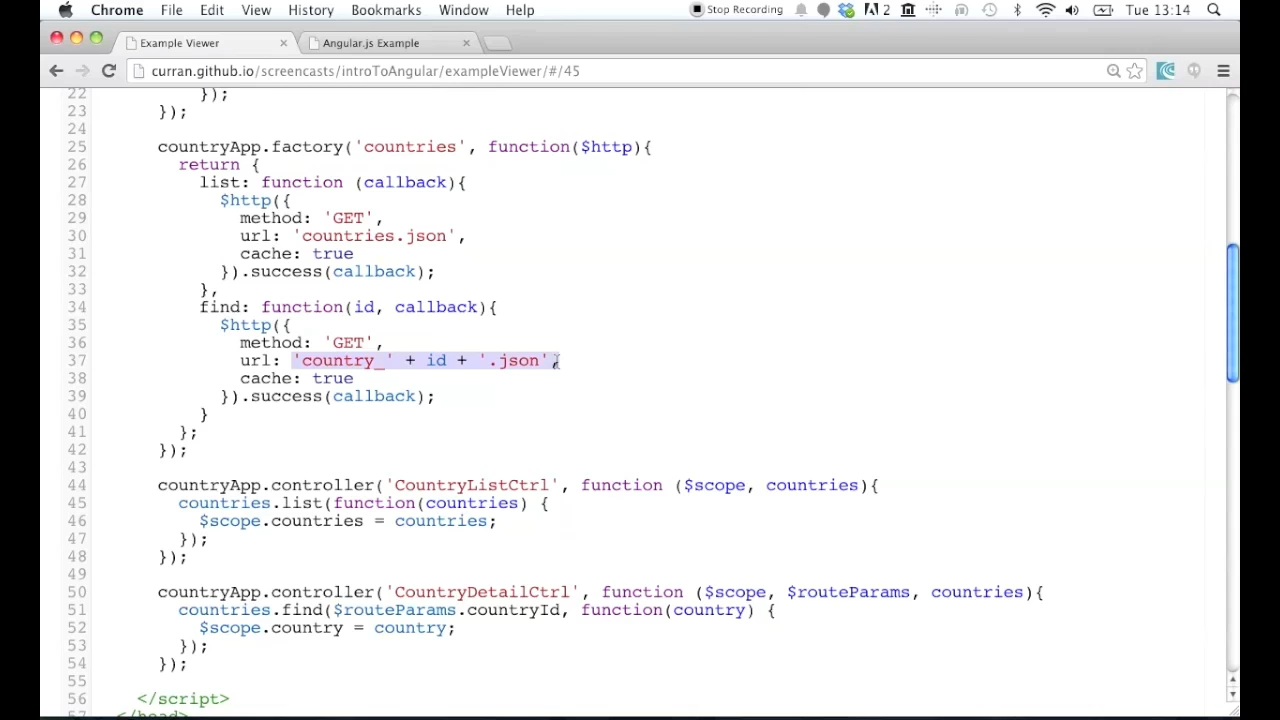 Chrome File Edit View History Bookmarks Window Help Stop Recording 2 Tue 13:14
Example Viewer Angular.js Example
curran.github.io/screencasts/introToAngular/exampleViewer/#/45
22 });
23 });
24
25 countryApp.factory('countries', function($http){
26 return {
27 list: function (callback){
28 $http({
29 method: 'GET',
30 url: 'countries.json',
31 cache: true
32 }).success(callback);
33 },
34 find: function(id, callback){
35 $http({
36 method: 'GET',
37 url: 'country_' + id + '.json',
38 cache: true
39 }).success(callback);
40 }
41 };
42 });
43
44 countryApp.controller('CountryListCtrl', function ($scope, countries){
45 countries.list(function(countries) {
46 $scope.countries = countries;
47 });
48 });
49
50 countryApp.controller('CountryDetailCtrl', function ($scope, $routeParams, countries){
51 countries.find($routeParams.countryId, function(country) {
52 $scope.country = country;
53 });
54 });
55
56 </script>
57 </head>